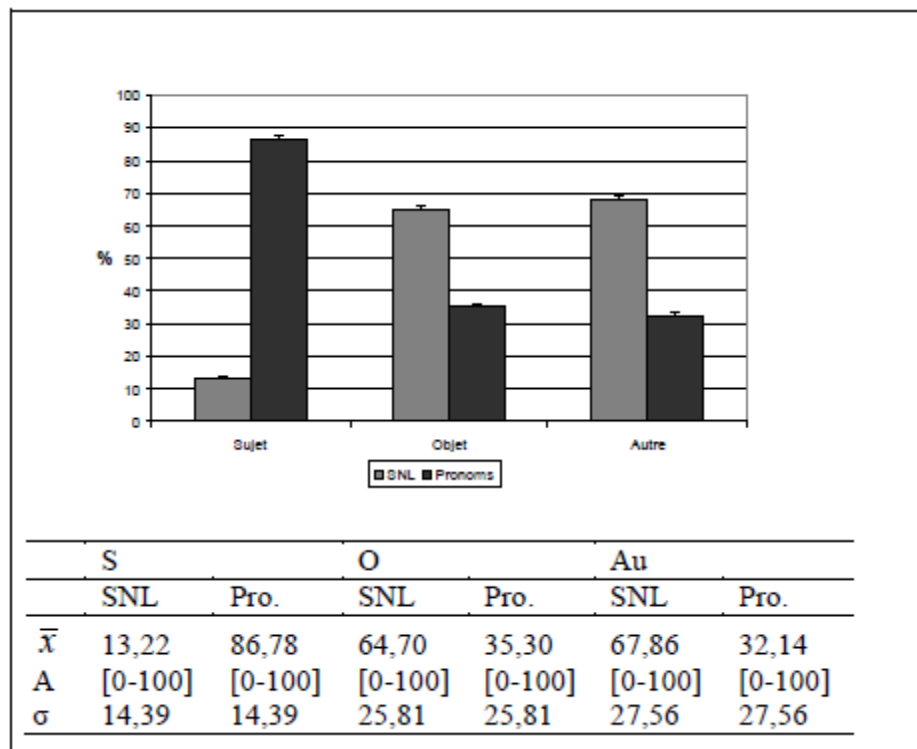 100
90
80
70
60
50
40
30
20
10
0
%
Sujet Objet Autre
SNL Pronoms
S O Au
SNL Pro. SNL Pro. SNL Pro.
x̅ 13,22 86,78 64,70 35,30 67,86 32,14
A [0-100] [0-100] [0-100] [0-100] [0-100] [0-100]
σ 14,39 14,39 25,81 25,81 27,56 27,56